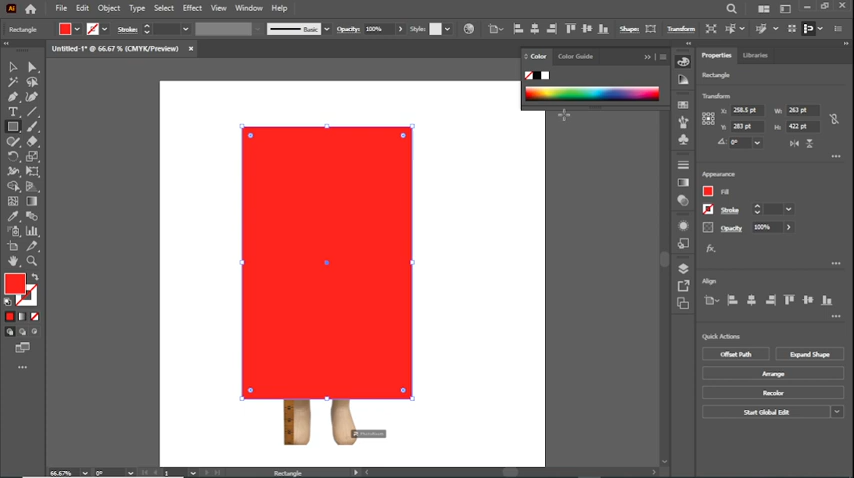 Ai File Edit Object Type Select Effect View Window Help
Rectangle Stroke: Basic Opacity: 100% Style: Shape: Transform
Untitled-1* @ 66.67 % (CMYK/Preview) ×
Color Color Guide
Properties Libraries
Rectangle
Transform
X: 258.5 pt W: 263 pt
Y: 283 pt H: 422 pt
0°
Appearance
Fill
Stroke
Opacity 100%
fx.
Align
Quick Actions
Offset Path Expand Shape
Arrange
Recolor
Start Global Edit
66.67% 0° 1 Rectangle